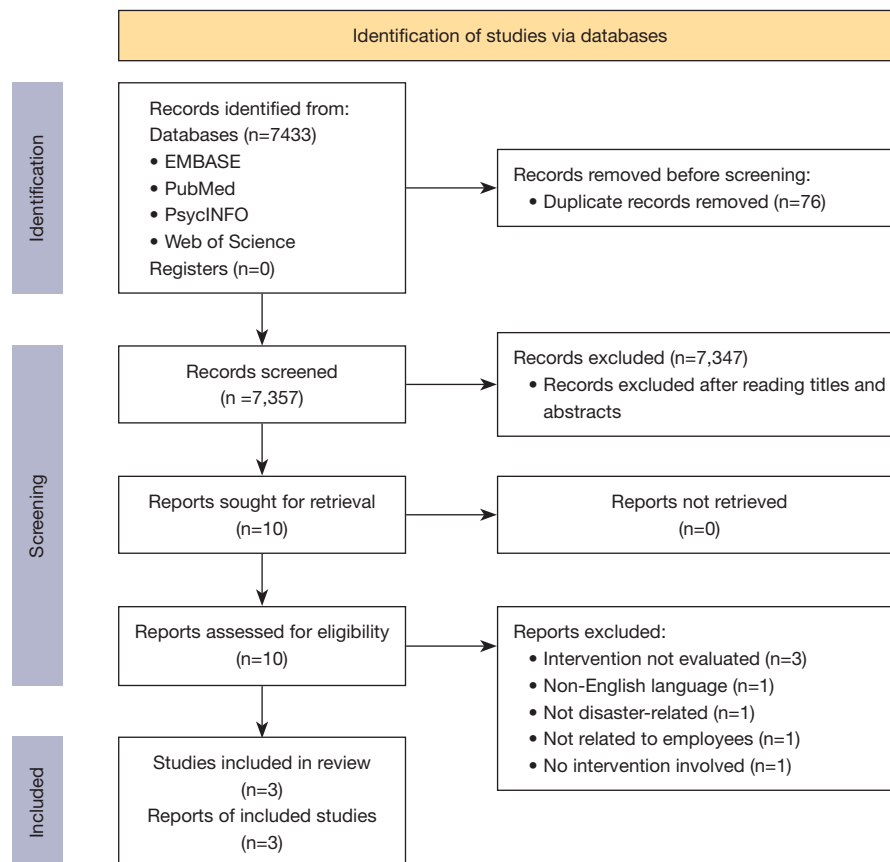 Identification of studies via databases
Identification
Records identified from:
Databases (n=7433)
• EMBASE
• PubMed
• PsycINFO
• Web of Science
Registers (n=0)
Records removed before screening:
• Duplicate records removed (n=76)
Screening
Records screened
(n =7,357)
Records excluded (n=7,347)
• Records excluded after reading titles and
abstracts
Reports sought for retrieval
(n=10)
Reports not retrieved
(n=0)
Reports assessed for eligibility
(n=10)
Reports excluded:
• Intervention not evaluated (n=3)
• Non-English language (n=1)
• Not disaster-related (n=1)
• Not related to employees (n=1)
• No intervention involved (n=1)
Included
Studies included in review
(n=3)
Reports of included studies
(n=3)